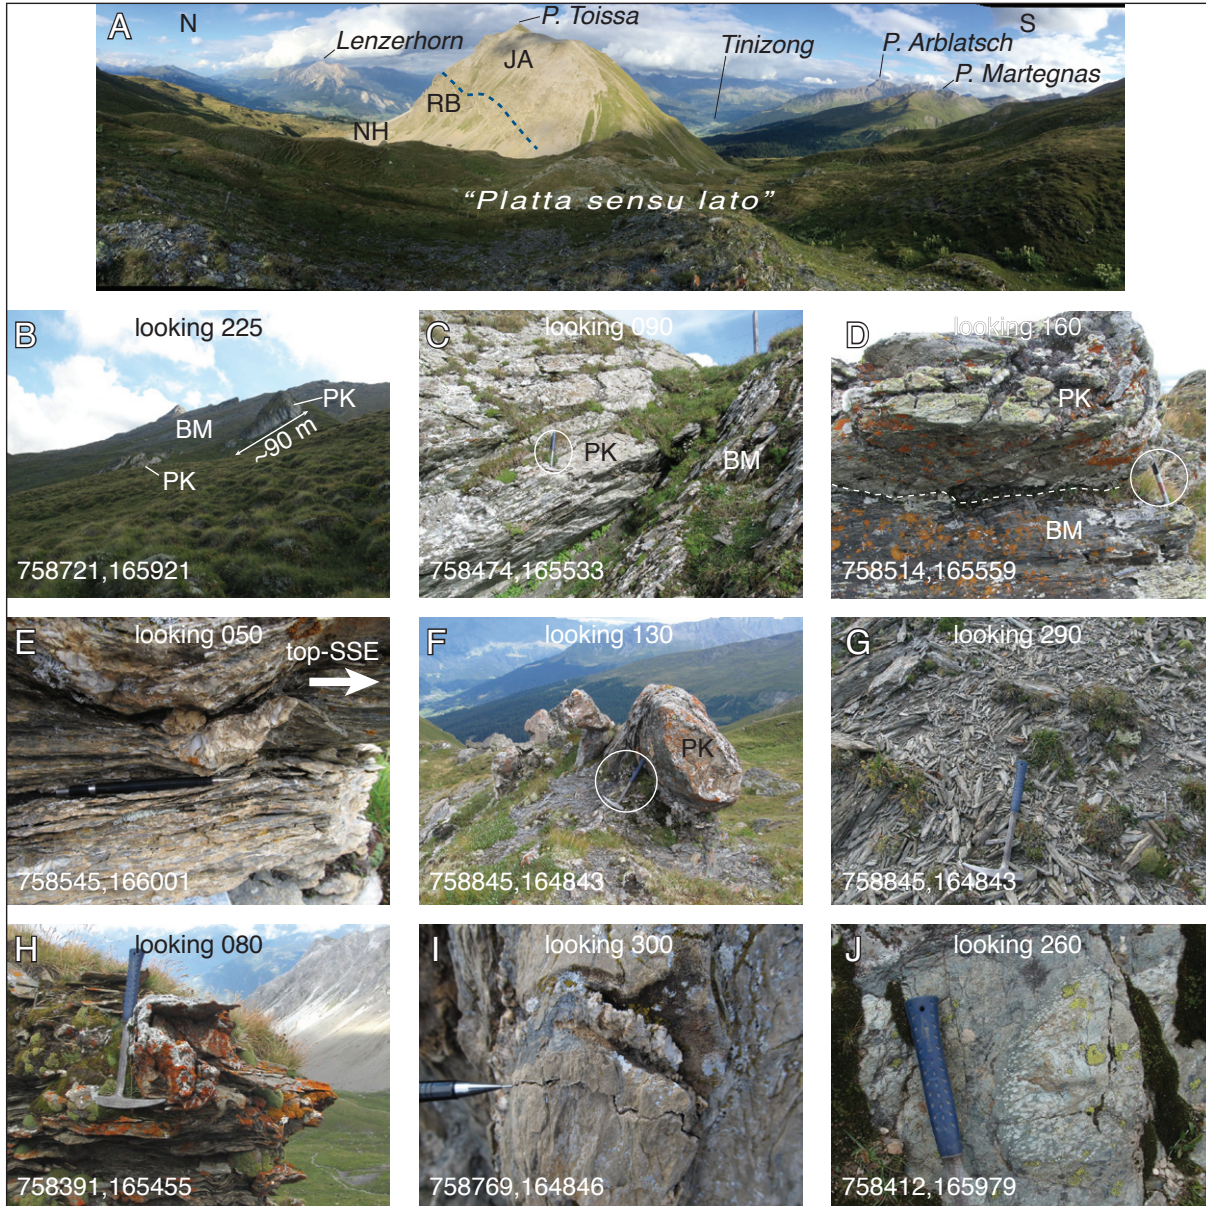 A
N
P. Toissa
S
Lenzerhorn
JA
Tinizong
P. Arblatsch
P. Martegnas
RB
NH
“Platta sensu lato”
B
looking 225
PK
BM
~90 m
PK
758721,165921
C
looking 090
PK
BM
758474,165533
D
looking 160
PK
BM
758514,165559
E
looking 050
top-SSE
758545,166001
F
looking 130
PK
758845,164843
G
looking 290
758845,164843
H
looking 080
758391,165455
I
looking 300
758769,164846
J
looking 260
758412,165979